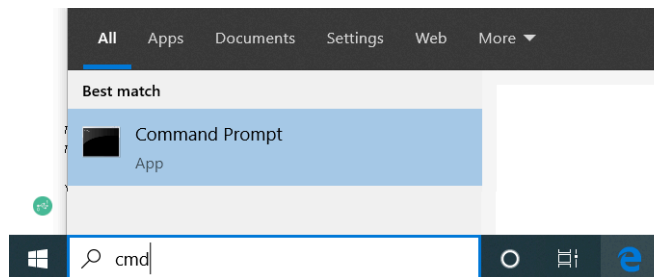 All Apps Documents Settings Web More
Best match
Command Prompt
App
cmd